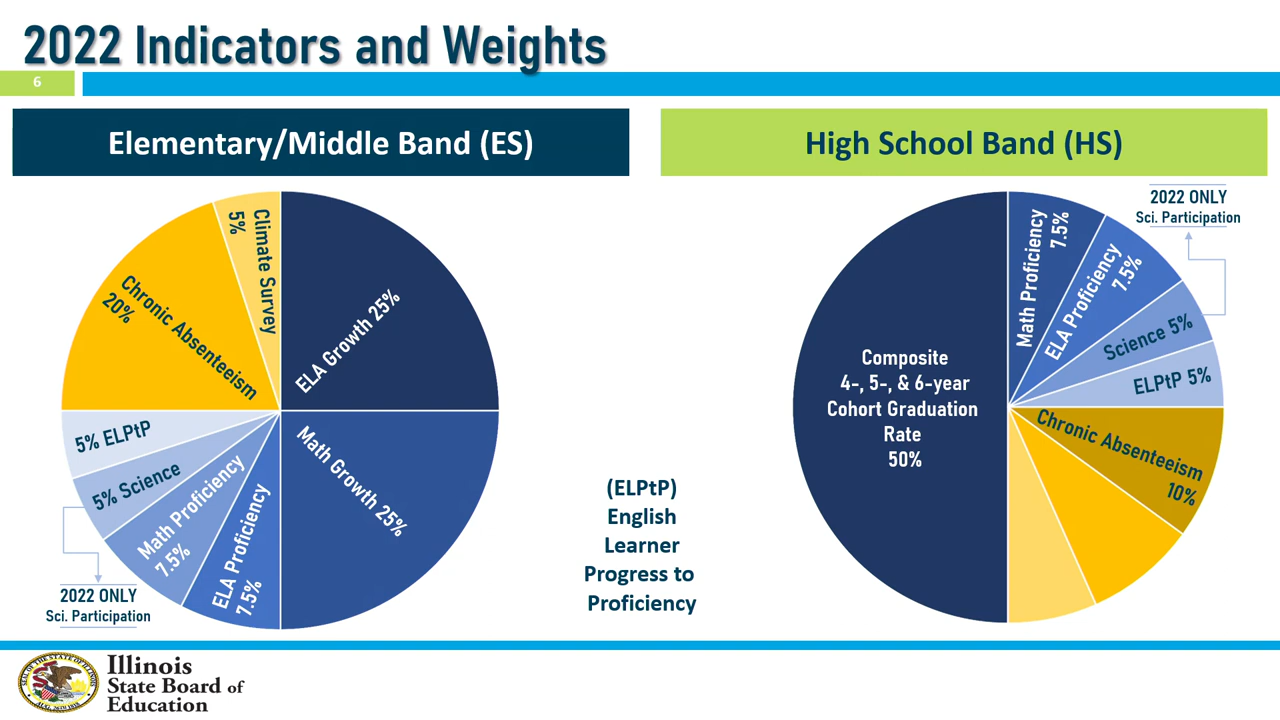 2022 Indicators and Weights
6
Elementary/Middle Band (ES)
Climate Survey
5%
Chronic Absenteeism
20%
ELA Growth 25%
5% ELPtP
5% Science
Math Proficiency
7.5%
ELA Proficiency
7.5%
Math Growth 25%
2022 ONLY
Sci. Participation
(ELPtP)
English
Learner
Progress to
Proficiency
High School Band (HS)
2022 ONLY
Sci. Participation
Math Proficiency
7.5%
ELA Proficiency
7.5%
Science 5%
ELPtP 5%
Composite
4-, 5-, & 6-year
Cohort Graduation
Rate
50%
Chronic Absenteeism
10%
Illinois
State Board of
Education